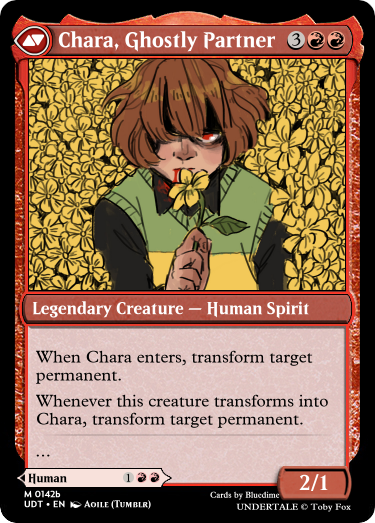 Chara, Ghostly Partner 3
Legendary Creature — Human Spirit
When Chara enters, transform target
permanent.
Whenever this creature transforms into
Chara, transform target permanent.
...
Human 1
2/1
M 0142b
UDT • EN Aoile (Tumblr)
Cards by Bluedime
UNDERTALE © Toby Fox